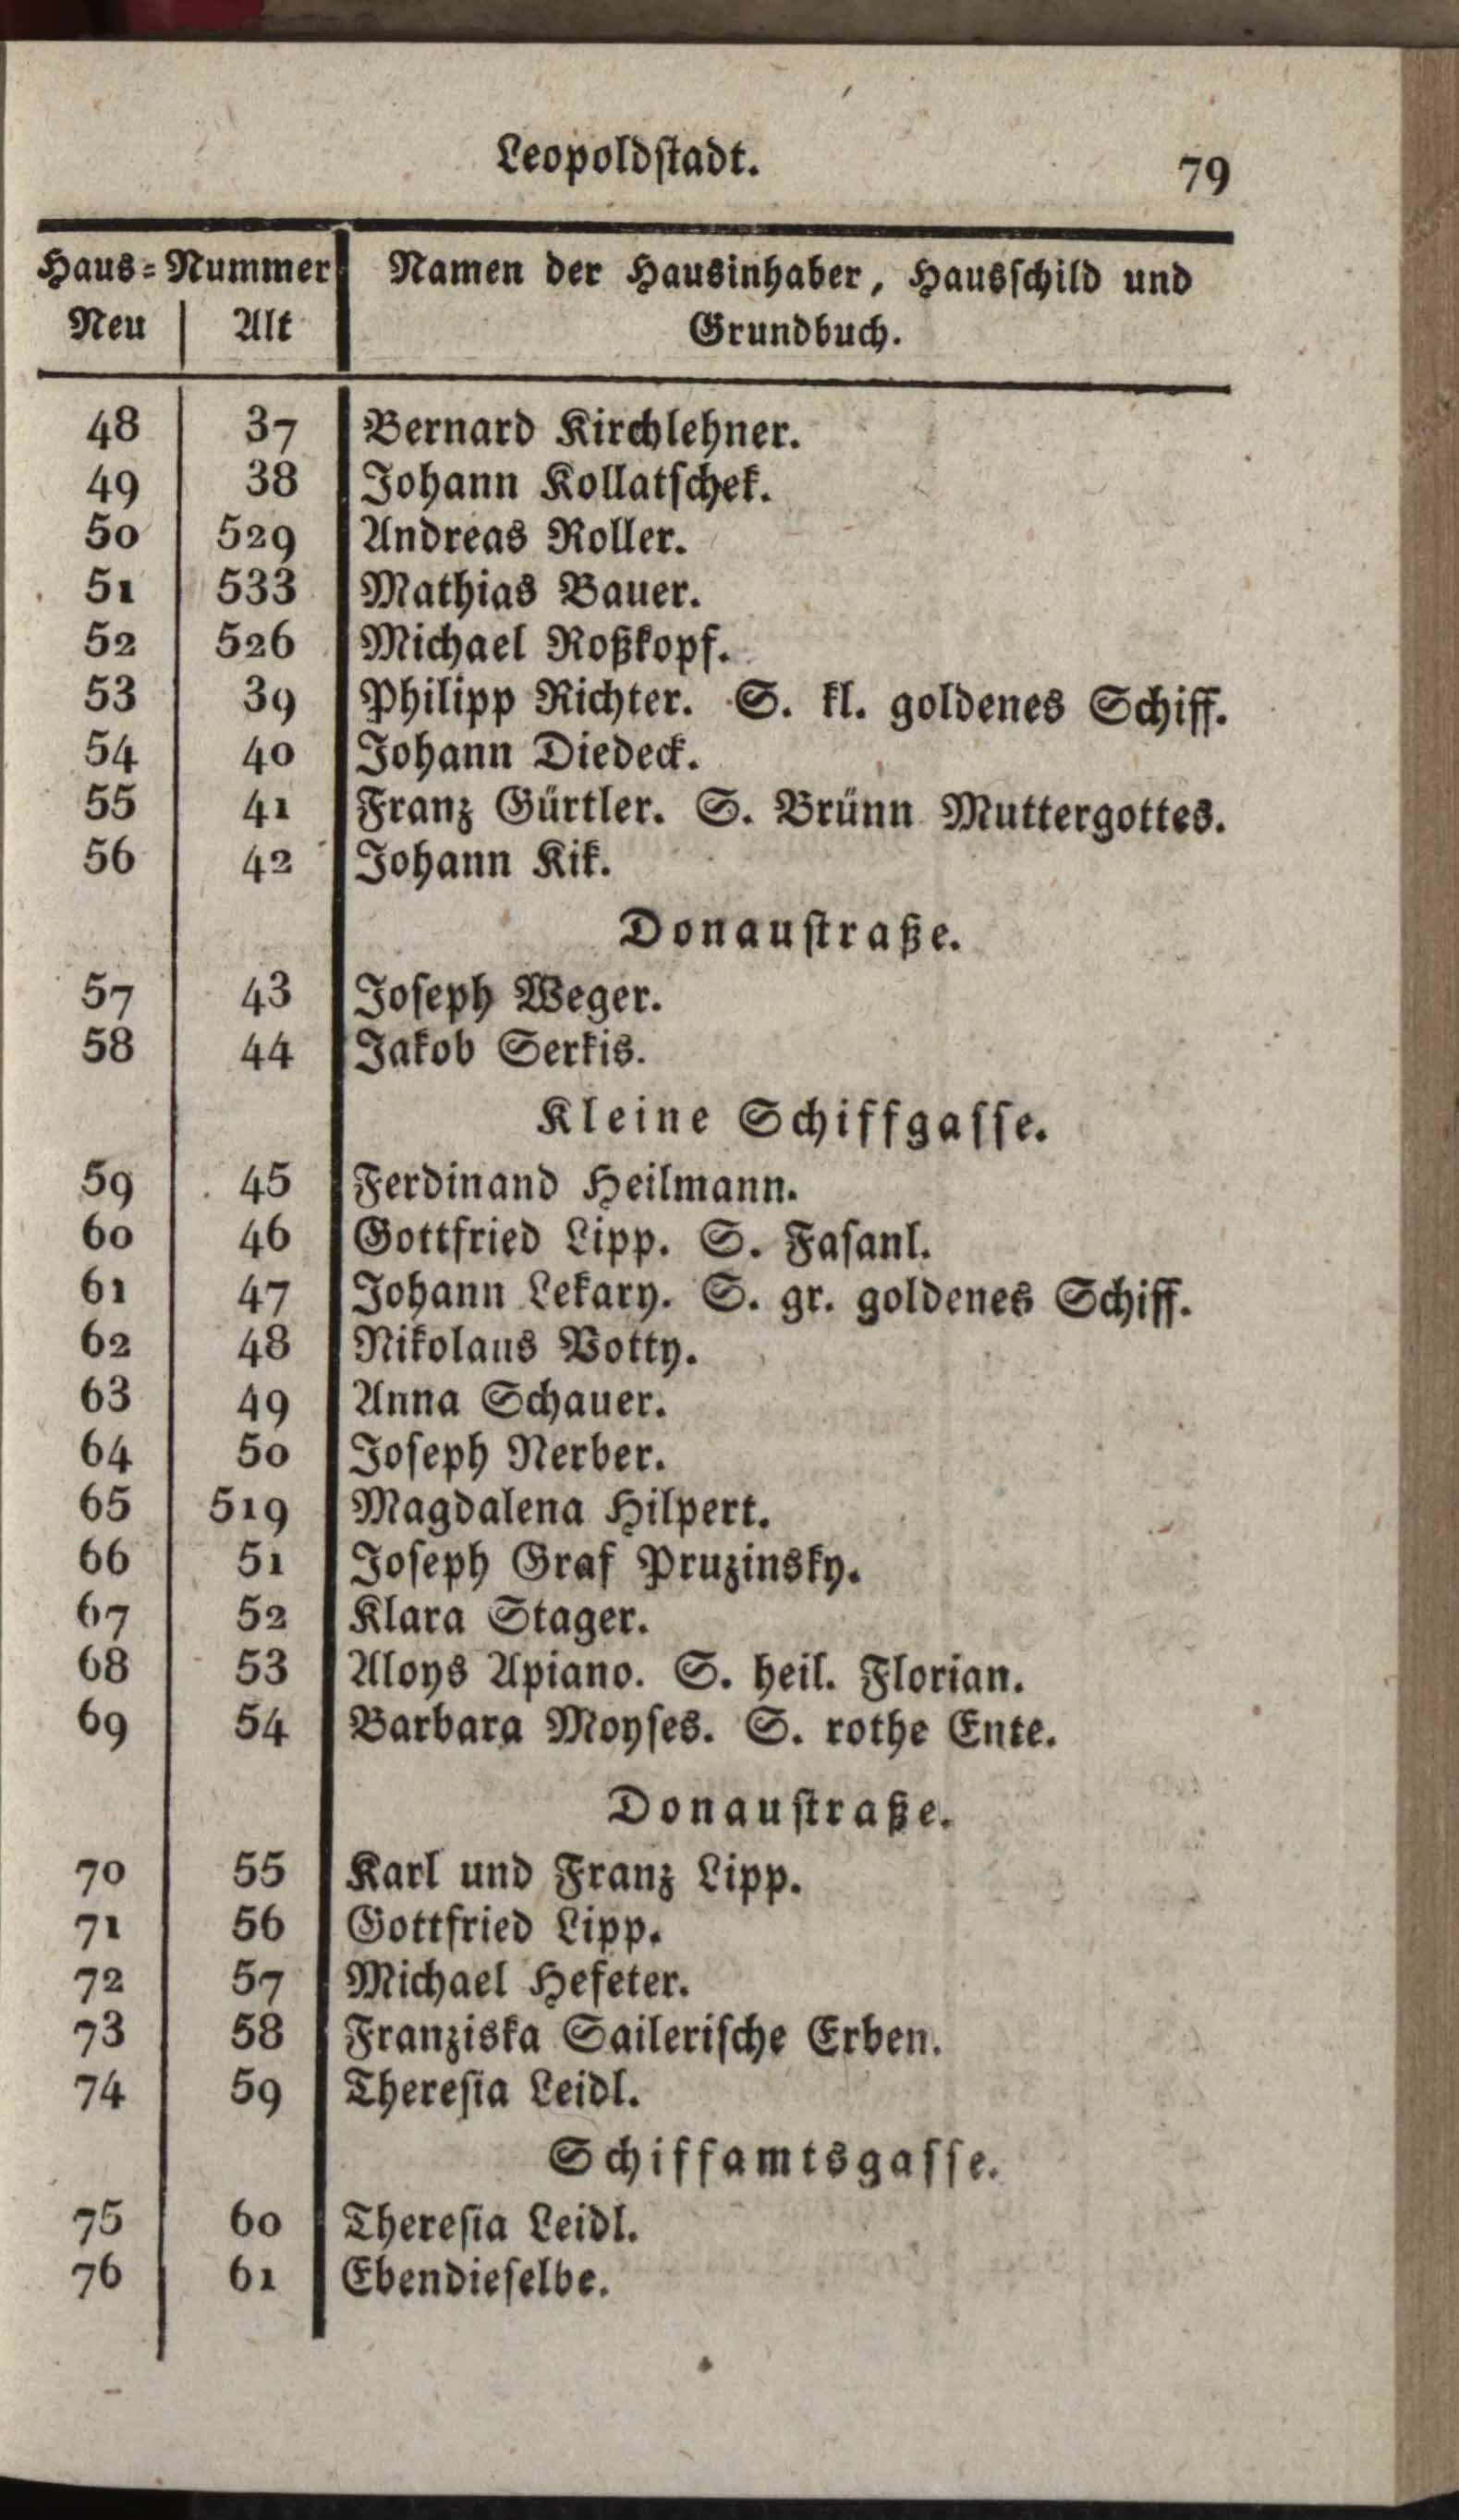 Leopoldstadt. 79
Haus=Nummer Namen der Hausinhaber, Hausschild und
Neu Alt Grundbuch.
48 37 Bernard Kirchlehner.
49 38 Johann Kollatschek.
50 529 Andreas Roller.
51 533 Mathias Bauer.
52 526 Michael Roßkopf.
53 39 Philipp Richter. S. kl. goldenes Schiff.
54 40 Johann Diedeck.
55 41 Franz Gürtler. S. Brünn Muttergottes.
56 42 Johann Kik.
Donaustraße.
57 43 Joseph Weger.
58 44 Jakob Serkis.
Kleine Schiffgasse.
59 45 Ferdinand Heilmann.
60 46 Gottfried Lipp. S. Fasanl.
61 47 Johann Lekary. S. gr. goldenes Schiff.
62 48 Nikolaus Votty.
63 49 Anna Schauer.
64 50 Joseph Nerber.
65 519 Magdalena Hilpert.
66 51 Joseph Graf Pruzinsky.
67 52 Klara Stager.
68 53 Aloys Apiano. S. heil. Florian.
69 54 Barbara Moyses. S. rothe Ente.
Donaustraße.
70 55 Karl und Franz Lipp.
71 56 Gottfried Lipp.
72 57 Michael Hefeter.
73 58 Franziska Sailerische Erben.
74 59 Theresia Leidl.
Schiffamtsgasse.
75 60 Theresia Leidl.
76 61 Ebendieselbe.